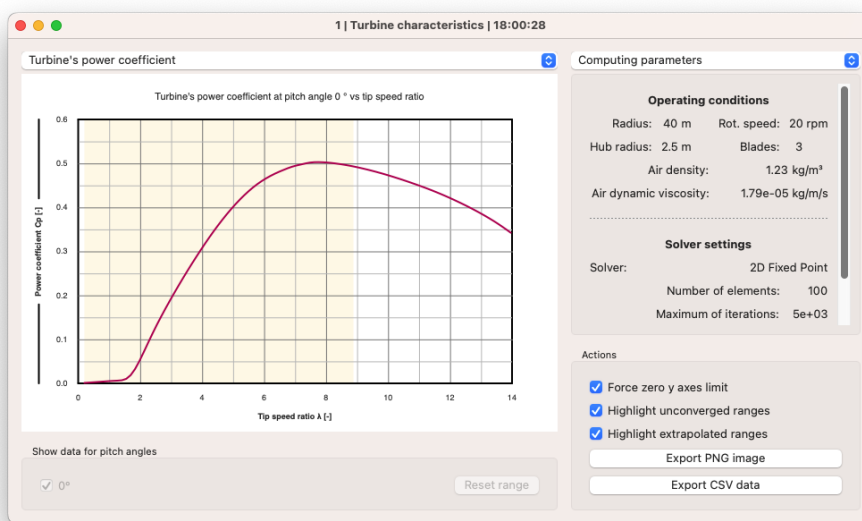 1 | Turbine characteristics | 18:00:28
Turbine's power coefficient
Turbine's power coefficient at pitch angle 0 ° vs tip speed ratio
Power coefficient Cp [-]
0.6
0.5
0.4
0.3
0.2
0.1
0.0
0 2 4 6 8 10 12 14
Tip speed ratio λ [-]
Show data for pitch angles
0°
Reset range
Computing parameters
Operating conditions
Radius: 40 m Rot. speed: 20 rpm
Hub radius: 2.5 m Blades: 3
Air density: 1.23 kg/m³
Air dynamic viscosity: 1.79e-05 kg/m/s
Solver settings
Solver: 2D Fixed Point
Number of elements: 100
Maximum of iterations: 5e+03
Actions
Force zero y axes limit
Highlight unconverged ranges
Highlight extrapolated ranges
Export PNG image
Export CSV data